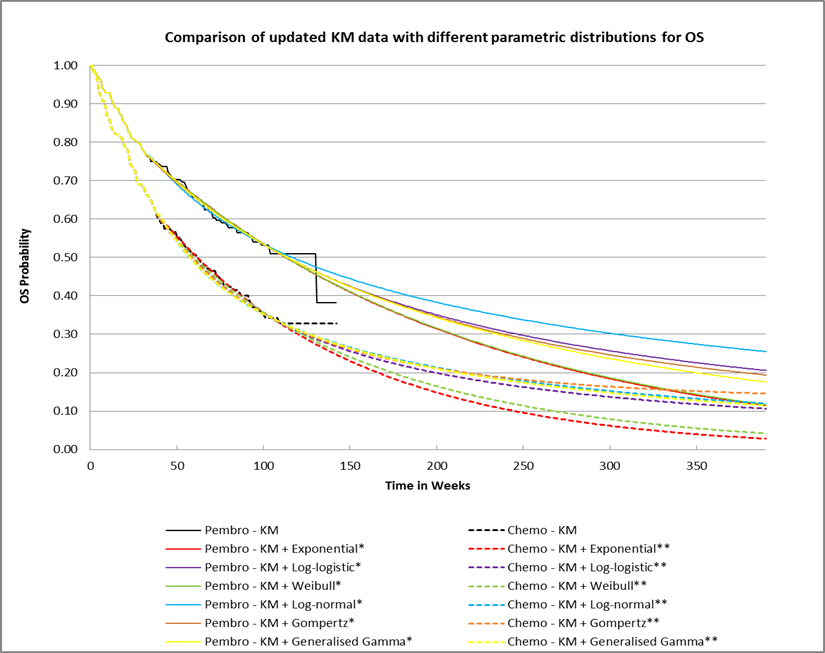 Comparison of updated KM data with different parametric distributions for OS
1.00
0.90
0.80
0.70
0.60
0.50
0.40
0.30
0.20
0.10
0.00
OS Probability
0 50 100 150 200 250 300 350
Time in Weeks
Pembro - KM Chemo - KM
Pembro - KM + Exponential* Chemo - KM + Exponential**
Pembro - KM + Log-logistic* Chemo - KM + Log-logistic**
Pembro - KM + Weibull* Chemo - KM + Weibull**
Pembro - KM + Log-normal* Chemo - KM + Log-normal**
Pembro - KM + Gompertz* Chemo - KM + Gompertz**
Pembro - KM + Generalised Gamma* Chemo - KM + Generalised Gamma**